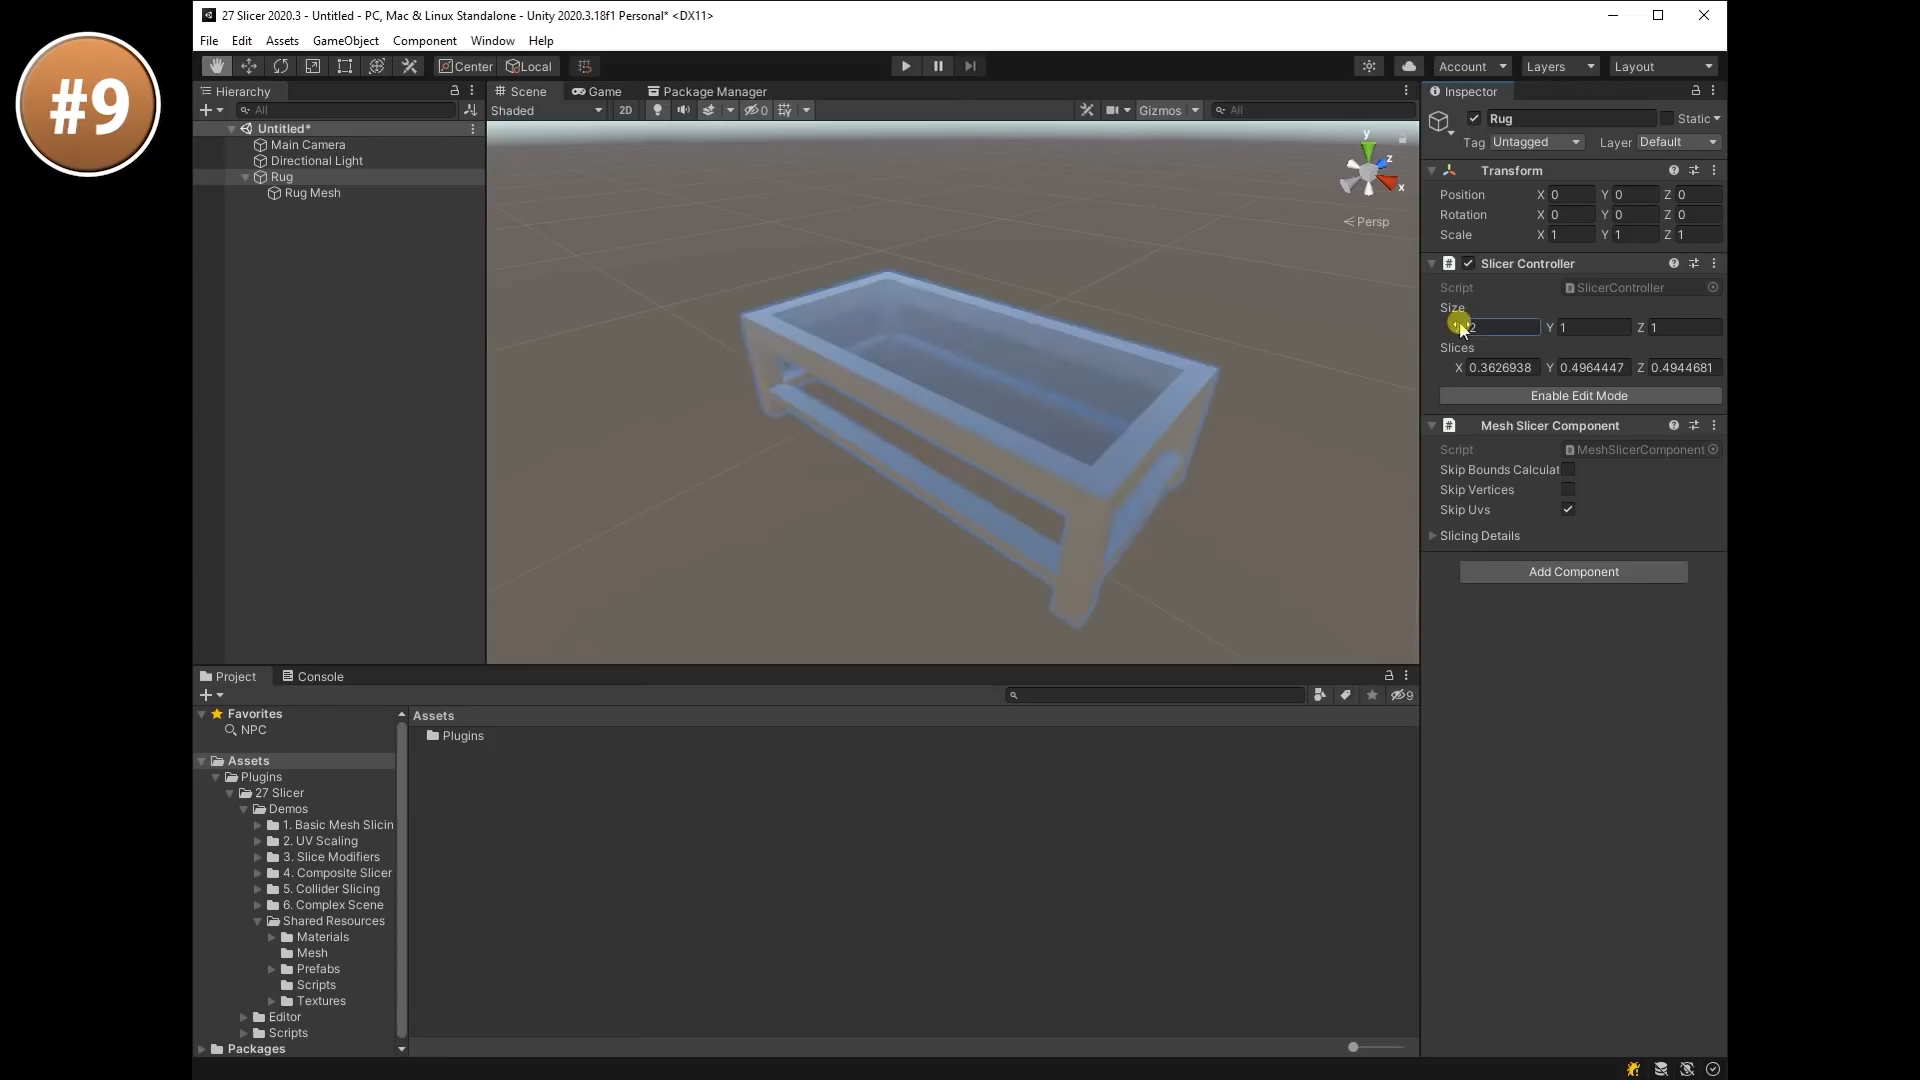 #9
27 Slicer 2020.3 - Untitled - PC, Mac & Linux Standalone - Unity 2020.3.18f1 Personal* <DX11>
File Edit Assets GameObject Component Window Help
Center Local Account Layers Layout
Hierarchy
All
Untitled*
Main Camera
Directional Light
Rug
Rug Mesh
Scene Game Package Manager
Shaded 2D 0 Gizmos All
y
z
x
Persp
Inspector
Rug Static
Tag Untagged Layer Default
Transform
Position X 0 Y 0 Z 0
Rotation X 0 Y 0 Z 0
Scale X 1 Y 1 Z 1
# Slicer Controller
Script SlicerController
Size
2 Y 1 Z 1
Slices
X 0.3626938 Y 0.4964447 Z 0.4944681
Enable Edit Mode
# Mesh Slicer Component
Script MeshSlicerComponent
Skip Bounds Calculat
Skip Vertices
Skip Uvs
Slicing Details
Add Component
Project Console
9
Favorites
NPC
Assets
Plugins
27 Slicer
Demos
1. Basic Mesh Slicin
2. UV Scaling
3. Slice Modifiers
4. Composite Slicer
5. Collider Slicing
6. Complex Scene
Shared Resources
Materials
Mesh
Prefabs
Scripts
Textures
Editor
Scripts
Packages
Assets
Plugins